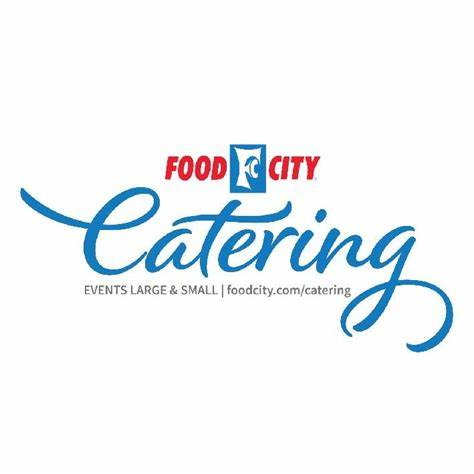 FOOD CITY
Catering
EVENTS LARGE & SMALL | foodcity.com/catering